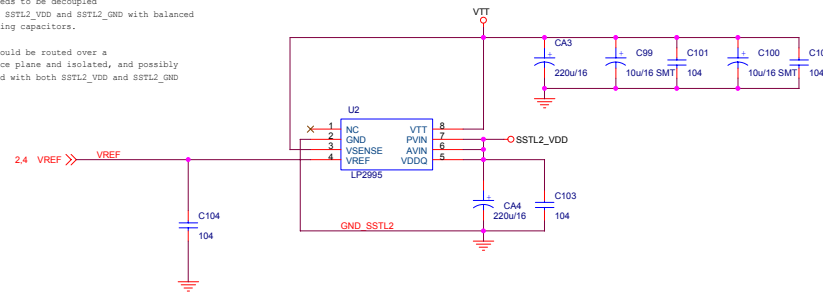 eds to be decoupled
SSTL2_VDD and SSTL2_GND with balanced
ing capacitors.
ould be routed over a
ce plane and isolated, and possibly
d with both SSTL2_VDD and SSTL2_GND
VTT
CA3
220u/16
C99
10u/16 SMT
C101
104
C100
10u/16 SMT
104
U2
1 NC
2 GND
3 VSENSE
4 VREF
VTT 8
PVIN 7
AVIN 6
VDDQ 5
LP2995
SSTL2_VDD
2,4 VREF
VREF
C104
104
GND_SSTL2
CA4
220u/16
C103
104